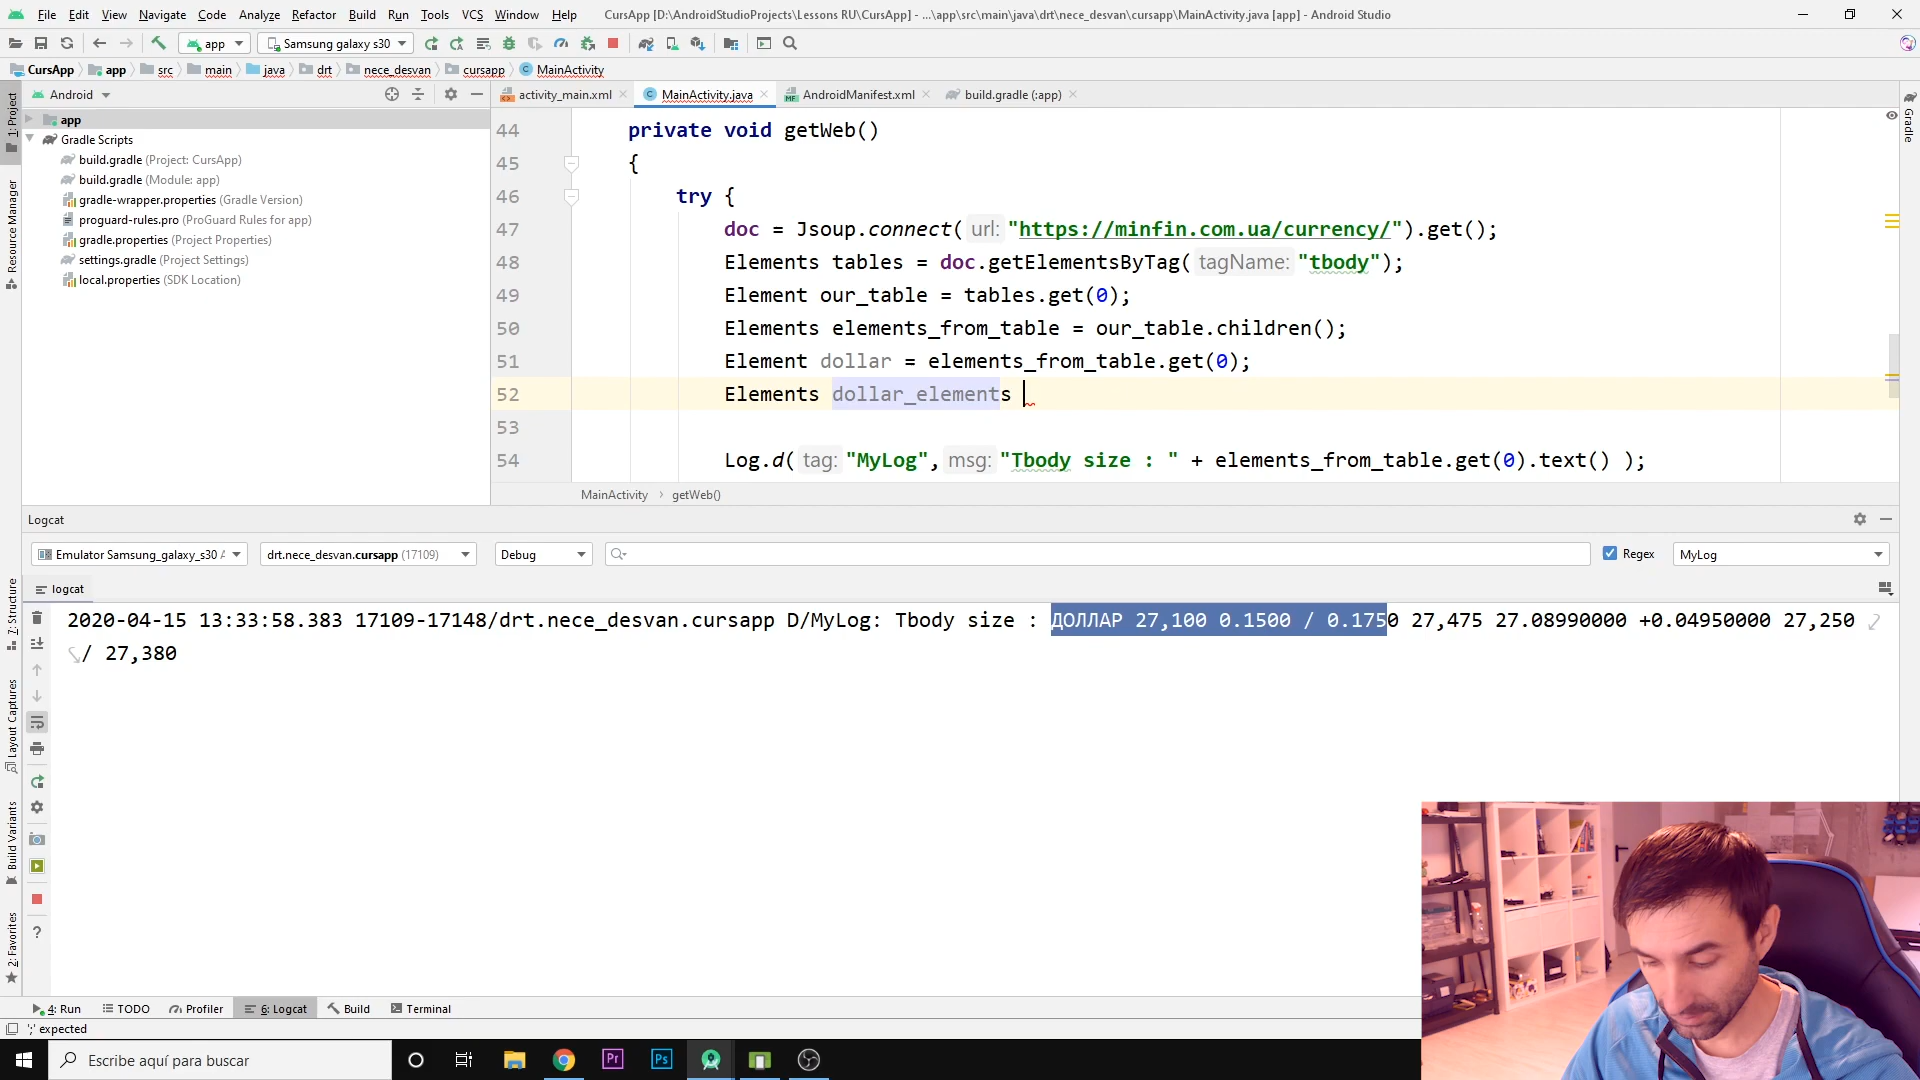 File Edit View Navigate Code Analyze Refactor Build Run Tools VCS Window Help CursApp [D:\AndroidStudioProjects\Lessons RU\CursApp] - ...\app\src\main\java\drt\nece_desvan\cursapp\MainActivity.java [app] - Android Studio
app Samsung galaxy s30
CursApp app src main java drt nece_desvan cursapp MainActivity
Android
activity_main.xml MainActivity.java AndroidManifest.xml build.gradle (:app)
app
Gradle Scripts
build.gradle (Project: CursApp)
build.gradle (Module: app)
gradle-wrapper.properties (Gradle Version)
proguard-rules.pro (ProGuard Rules for app)
gradle.properties (Project Properties)
settings.gradle (Project Settings)
local.properties (SDK Location)
1: Project
Resource Manager
7: Structure
Layout Captures
Build Variants
2: Favorites
Gradle
44 private void getWeb()
45 {
46 try {
47 doc = Jsoup.connect( url: "https://minfin.com.ua/currency/").get();
48 Elements tables = doc.getElementsByTag( tagName: "tbody");
49 Element our_table = tables.get(0);
50 Elements elements_from_table = our_table.children();
51 Element dollar = elements_from_table.get(0);
52 Elements dollar_elements
53
54 Log.d( tag: "MyLog", msg: "Tbody size : " + elements_from_table.get(0).text() );
MainActivity › getWeb()
Logcat
Emulator Samsung_galaxy_s30 drt.nece_desvan.cursapp (17109) Debug Regex MyLog
logcat
2020-04-15 13:33:58.383 17109-17148/drt.nece_desvan.cursapp D/MyLog: Tbody size : ДОЛЛАР 27,100 0.1500 / 0.1750 27,475 27.08990000 +0.04950000 27,250
/ 27,380
4: Run TODO Profiler 6: Logcat Build Terminal
';' expected
Escribe aquí para buscar
Pr
Ps